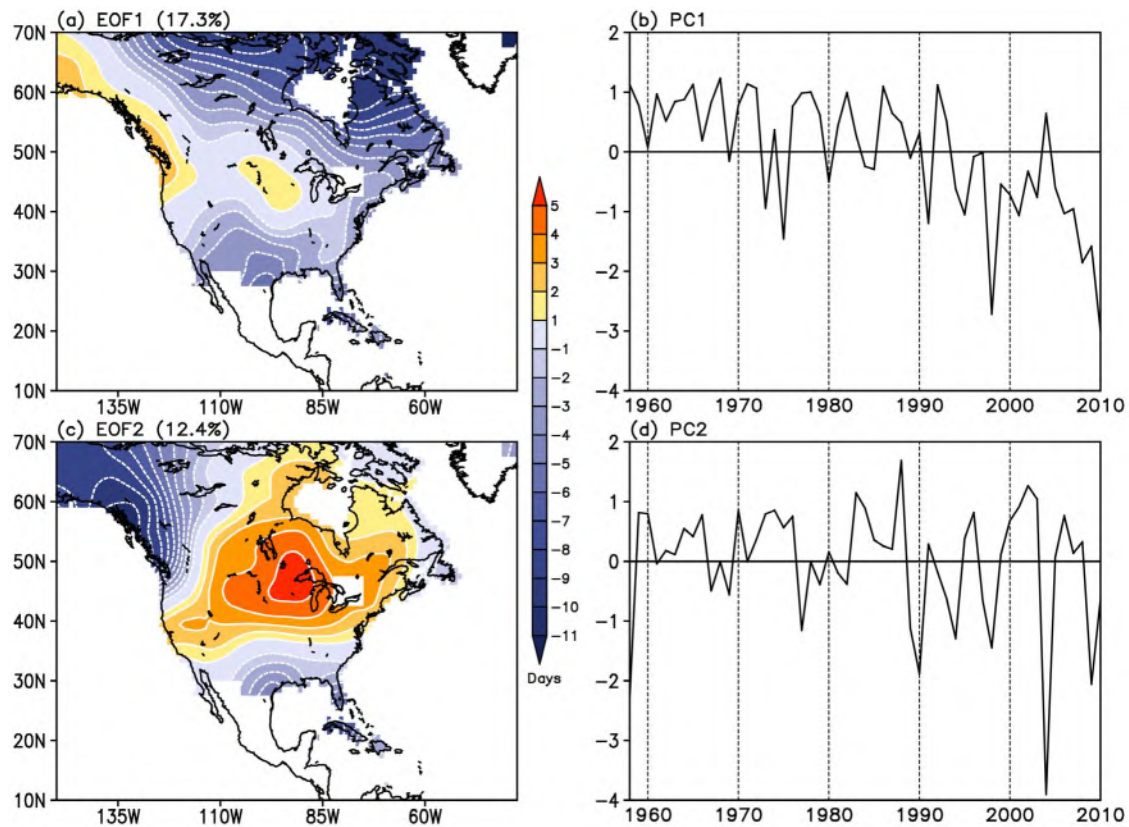 (a) EOF1 (17.3%)
70N
60N
50N
40N
30N
20N
10N
135W 110W 85W 60W
(b) PC1
2
1
0
−1
−2
−3
−4
1960 1970 1980 1990 2000 2010
5
4
3
2
1
−1
−2
−3
−4
−5
−6
−7
−8
−9
−10
−11
Days
(c) EOF2 (12.4%)
70N
60N
50N
40N
30N
20N
10N
135W 110W 85W 60W
(d) PC2
2
1
0
−1
−2
−3
−4
1960 1970 1980 1990 2000 2010